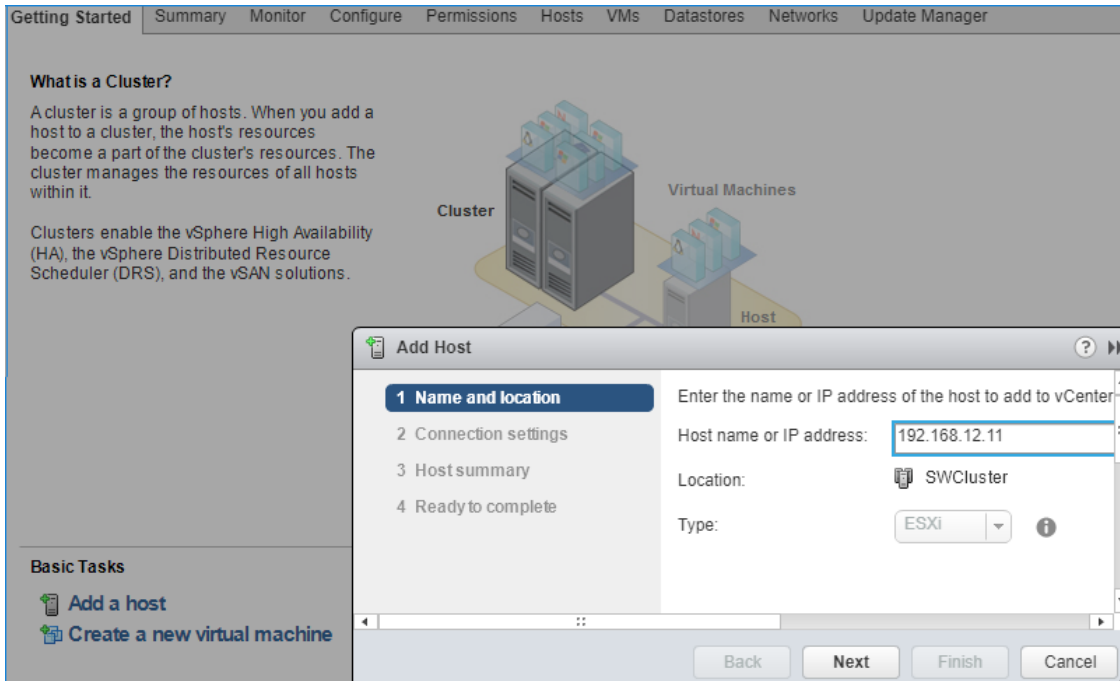 Getting Started Summary Monitor Configure Permissions Hosts VMs Datastores Networks Update Manager
What is a Cluster?
A cluster is a group of hosts. When you add a
host to a cluster, the host's resources
become a part of the cluster's resources. The
cluster manages the resources of all hosts
within it.
Clusters enable the vSphere High Availability
(HA), the vSphere Distributed Resource
Scheduler (DRS), and the vSAN solutions.
Cluster
Virtual Machines
Host
Add Host
1 Name and location
2 Connection settings
3 Host summary
4 Ready to complete
Enter the name or IP address of the host to add to vCenter
Host name or IP address: 192.168.12.11
Location: SWCluster
Type: ESXi
Basic Tasks
Add a host
Create a new virtual machine
Back Next Finish Cancel